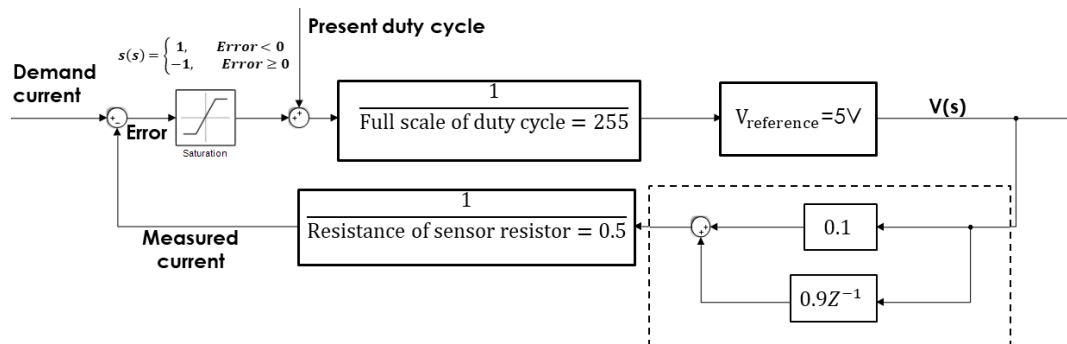 Present duty cycle
s(s) = { 1, Error < 0
-1, Error ≥ 0
Demand
current
+
-
Error
Saturation
+
+
1
Full scale of duty cycle = 255
V_reference=5V
V(s)
1
Resistance of sensor resistor = 0.5
Measured
current
+
+
0.1
0.9Z^{-1}